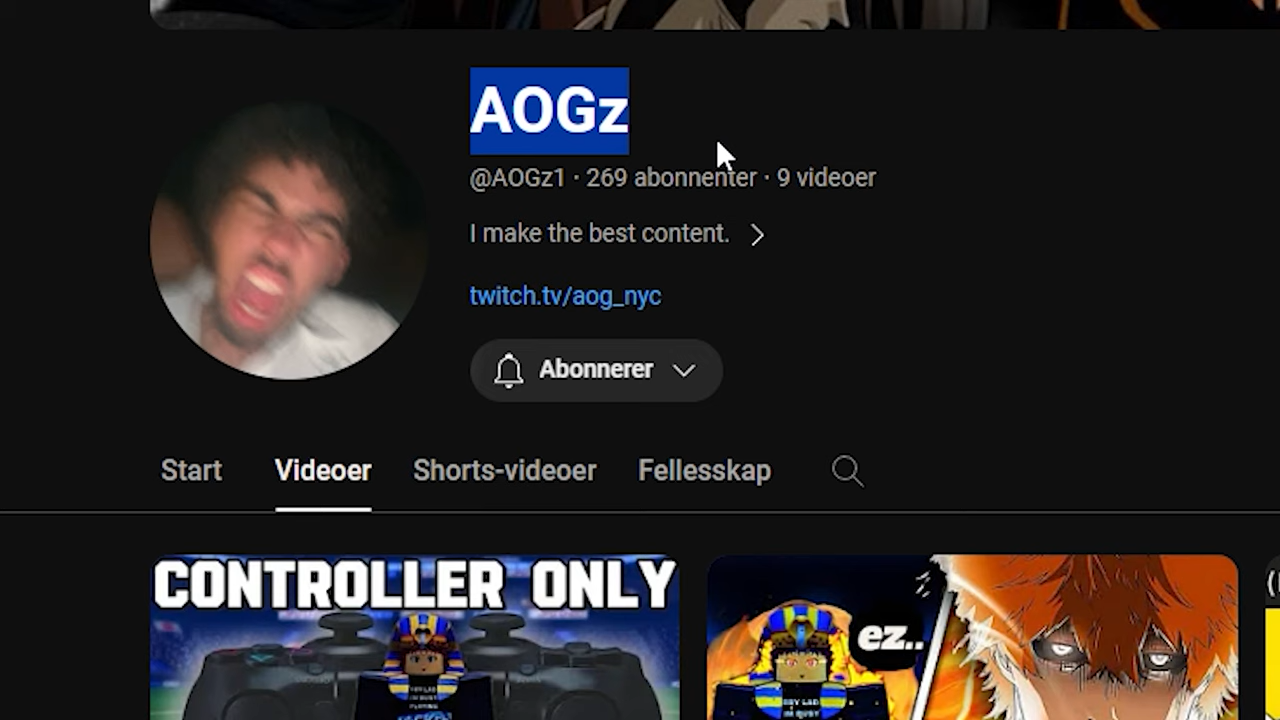 AOGz
@AOGz1 · 269 abonnenter · 9 videoer
I make the best content.
twitch.tv/aog_nyc
Abonnerer
Start Videoer Shorts-videoer Fellesskap
CONTROLLER ONLY
ez..